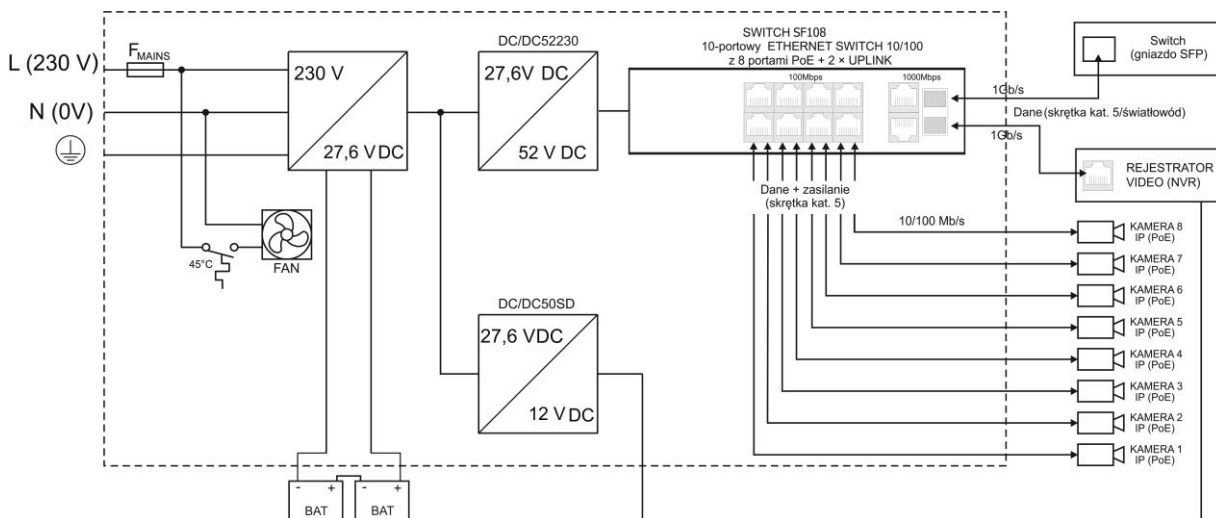 SWITCH SF108
10-portowy ETHERNET SWITCH 10/100
z 8 portami PoE + 2 × UPLINK
100Mbps
1000Mbps
Switch
(gniazdo SFP)
1Gb/s
Dane (skrętka kat. 5/światłowód)
1Gb/s
REJESTRATOR
VIDEO (NVR)
L (230 V)
FMAINS
N (0V)
230 V
27,6 V DC
DC/DC52230
27,6V DC
52 V DC
Dane + zasilanie
(skrętka kat. 5)
10/100 Mb/s
45°C
FAN
DC/DC50SD
27,6 VDC
12 V DC
KAMERA 8
IP (PoE)
KAMERA 7
IP (PoE)
KAMERA 6
IP (PoE)
KAMERA 5
IP (PoE)
KAMERA 4
IP (PoE)
KAMERA 3
IP (PoE)
KAMERA 2
IP (PoE)
KAMERA 1
IP (PoE)
- +
BAT
- +
BAT